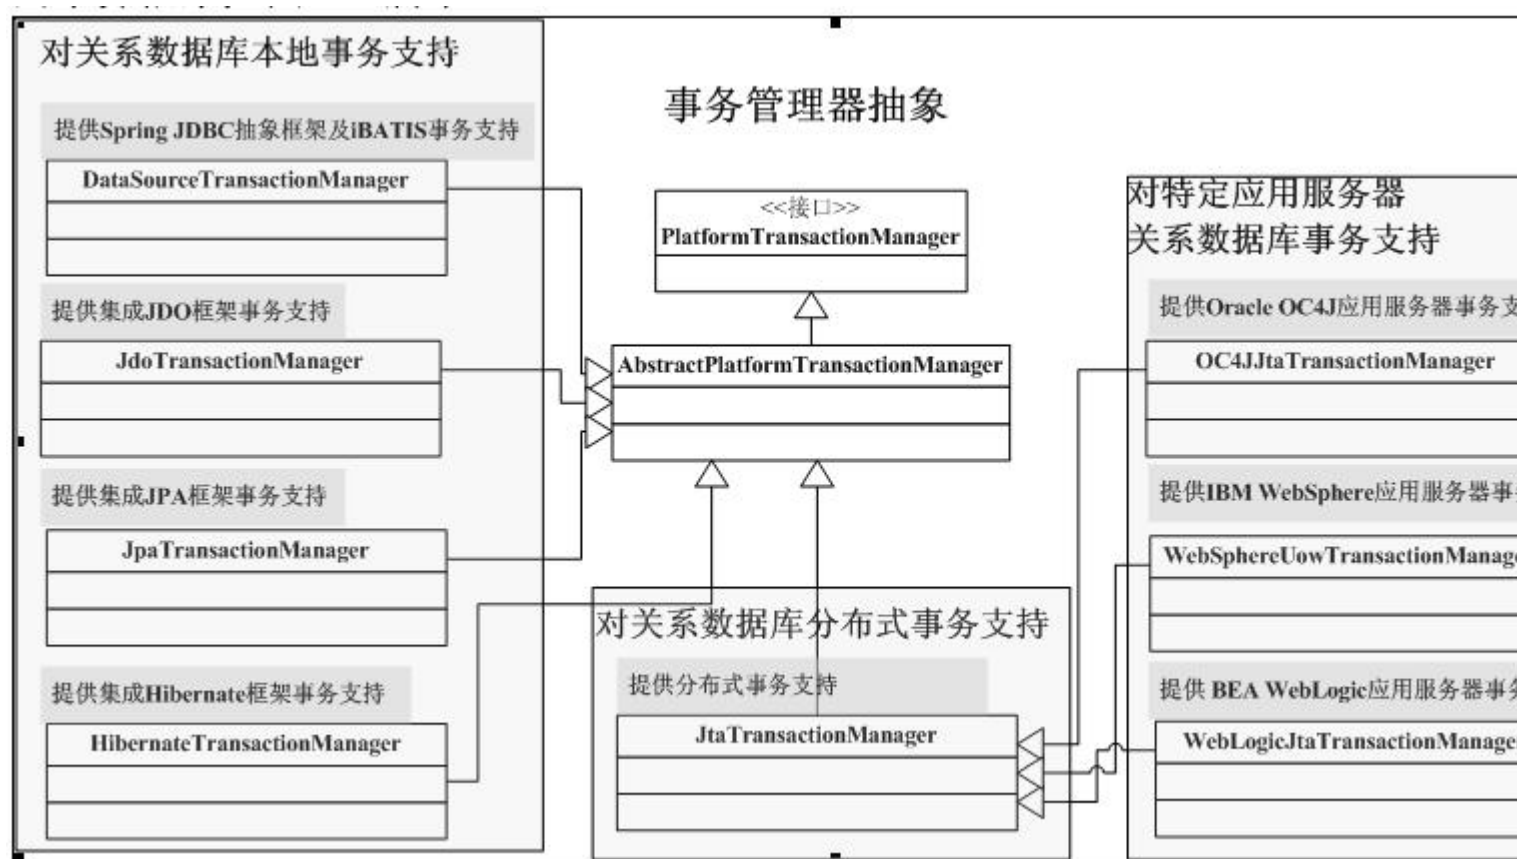 对关系数据库本地事务支持
提供Spring JDBC抽象框架及iBATIS事务支持
DataSourceTransactionManager
提供集成JDO框架事务支持
JdoTransactionManager
提供集成JPA框架事务支持
JpaTransactionManager
提供集成Hibernate框架事务支持
HibernateTransactionManager
事务管理器抽象
<<接口>>
PlatformTransactionManager
AbstractPlatformTransactionManager
对关系数据库分布式事务支持
提供分布式事务支持
JtaTransactionManager
对特定应用服务器
关系数据库事务支持
提供Oracle OC4J应用服务器事务支
OC4JJtaTransactionManager
提供IBM WebSphere应用服务器事
WebSphereUowTransactionManage
提供 BEA WebLogic应用服务器事务
WebLogicJtaTransactionManage